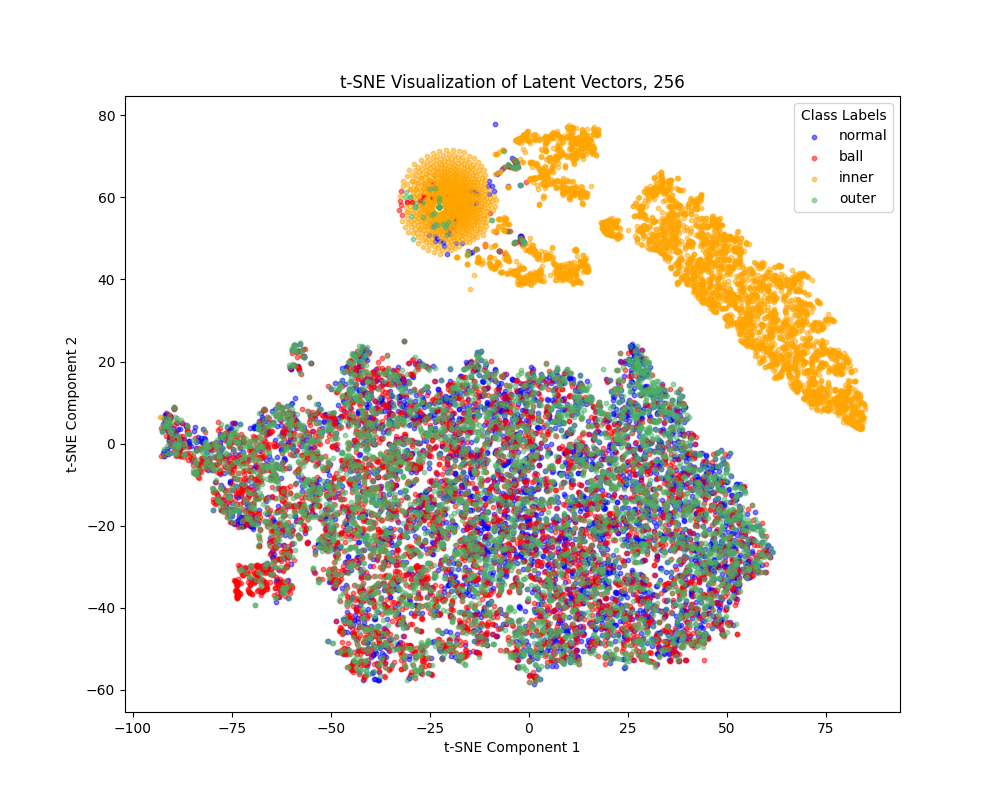 t-SNE Visualization of Latent Vectors, 256
Class Labels
normal
ball
inner
outer
80
60
40
20
0
−20
−40
−60
t-SNE Component 2
−100
−75
−50
−25
0
25
50
75
t-SNE Component 1